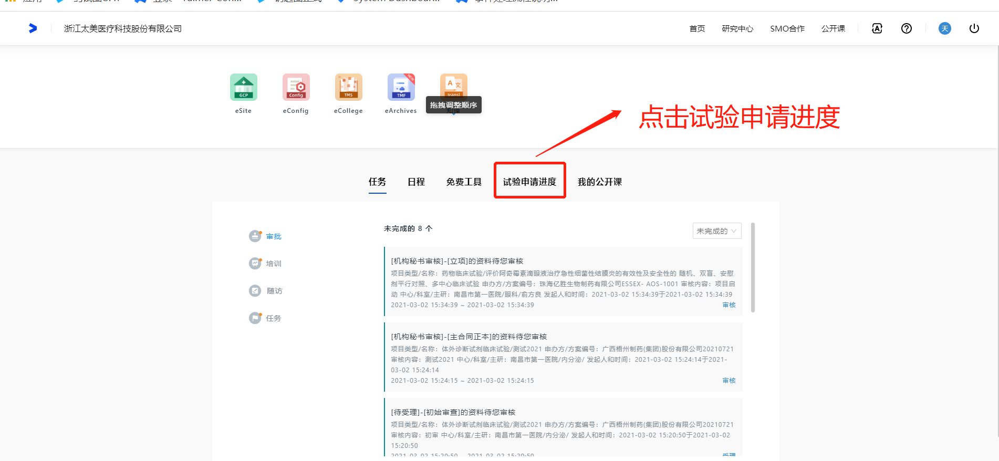 浙江太美医疗科技股份有限公司
首页 研究中心 SMO合作 公开课 A ? 天
GCP Config TMS TMF NEW A 文 transl
eSite eConfig eCollege eArchives
拖拽调整顺序
点击试验申请进度
任务 日程 免费工具 试验申请进度 我的公开课
审批
培训
随访
任务
未完成的 8 个
未完成的
[机构秘书审核]-[立项]的资料待您审核
项目类型/名称：药物临床试验/评价阿奇霉素滴眼液治疗急性细菌性结膜炎的有效性及安全性的 随机、双盲、安慰
剂平行对照、多中心临床试验 申办方/方案编号：珠海亿胜生物制药有限公司ESSEX- AOS-1001 审核内容：项目启
动 中心/科室/主研：南昌市第一医院/眼科/俞方良 发起人和时间：2021-03-02 15:34:39于2021-03-02 15:34:39
2021-03-02 15:34:39 ~ 2021-03-02 15:34:39 审核
[机构秘书审核]-[主合同正本]的资料待您审核
项目类型/名称：体外诊断试剂临床试验/测试2021 申办方/方案编号：广西梧州制药(集团)股份有限公司20210721
审核内容：测试2021 中心/科室/主研：南昌市第一医院/内分泌/ 发起人和时间：2021-03-02 15:24:14于2021-
03-02 15:24:14
2021-03-02 15:24:15 ~ 2021-03-02 15:24:15 审核
[待受理]-[初始审查]的资料待您审核
项目类型/名称：体外诊断试剂临床试验/测试2021 申办方/方案编号：广西梧州制药(集团)股份有限公司20210721
审核内容：初审 中心/科室/主研：南昌市第一医院/内分泌/ 发起人和时间：2021-03-02 15:20:50于2021-03-02
15:20:50
2021-03-02 15:20:50 ~ 2021-03-02 15:20:50 受理